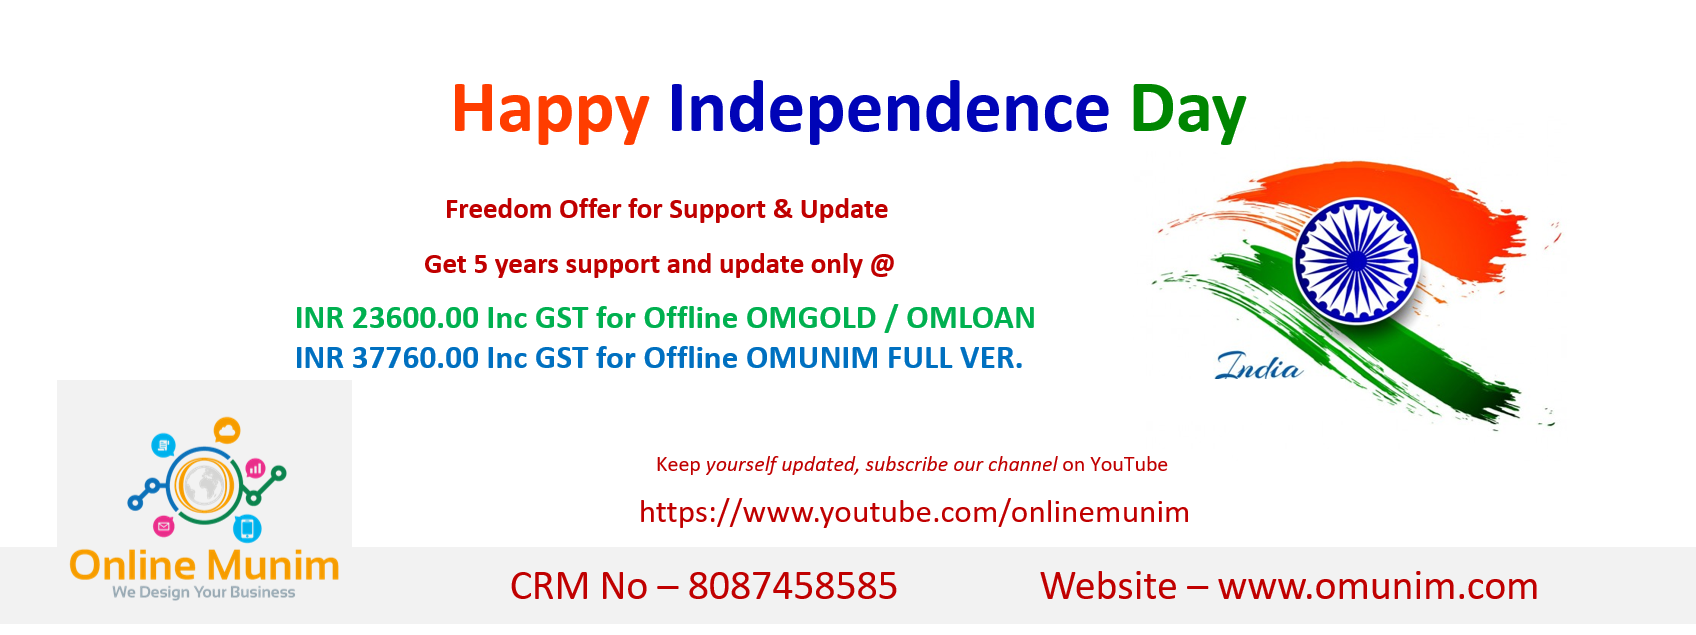 Happy Independence Day
Freedom Offer for Support & Update
Get 5 years support and update only @
INR 23600.00 Inc GST for Offline OMGOLD / OMLOAN
INR 37760.00 Inc GST for Offline OMUNIM FULL VER.
India
Keep yourself updated, subscribe our channel on YouTube
https://www.youtube.com/onlinemunim
Online Munim
We Design Your Business
CRM No – 8087458585
Website – www.omunim.com